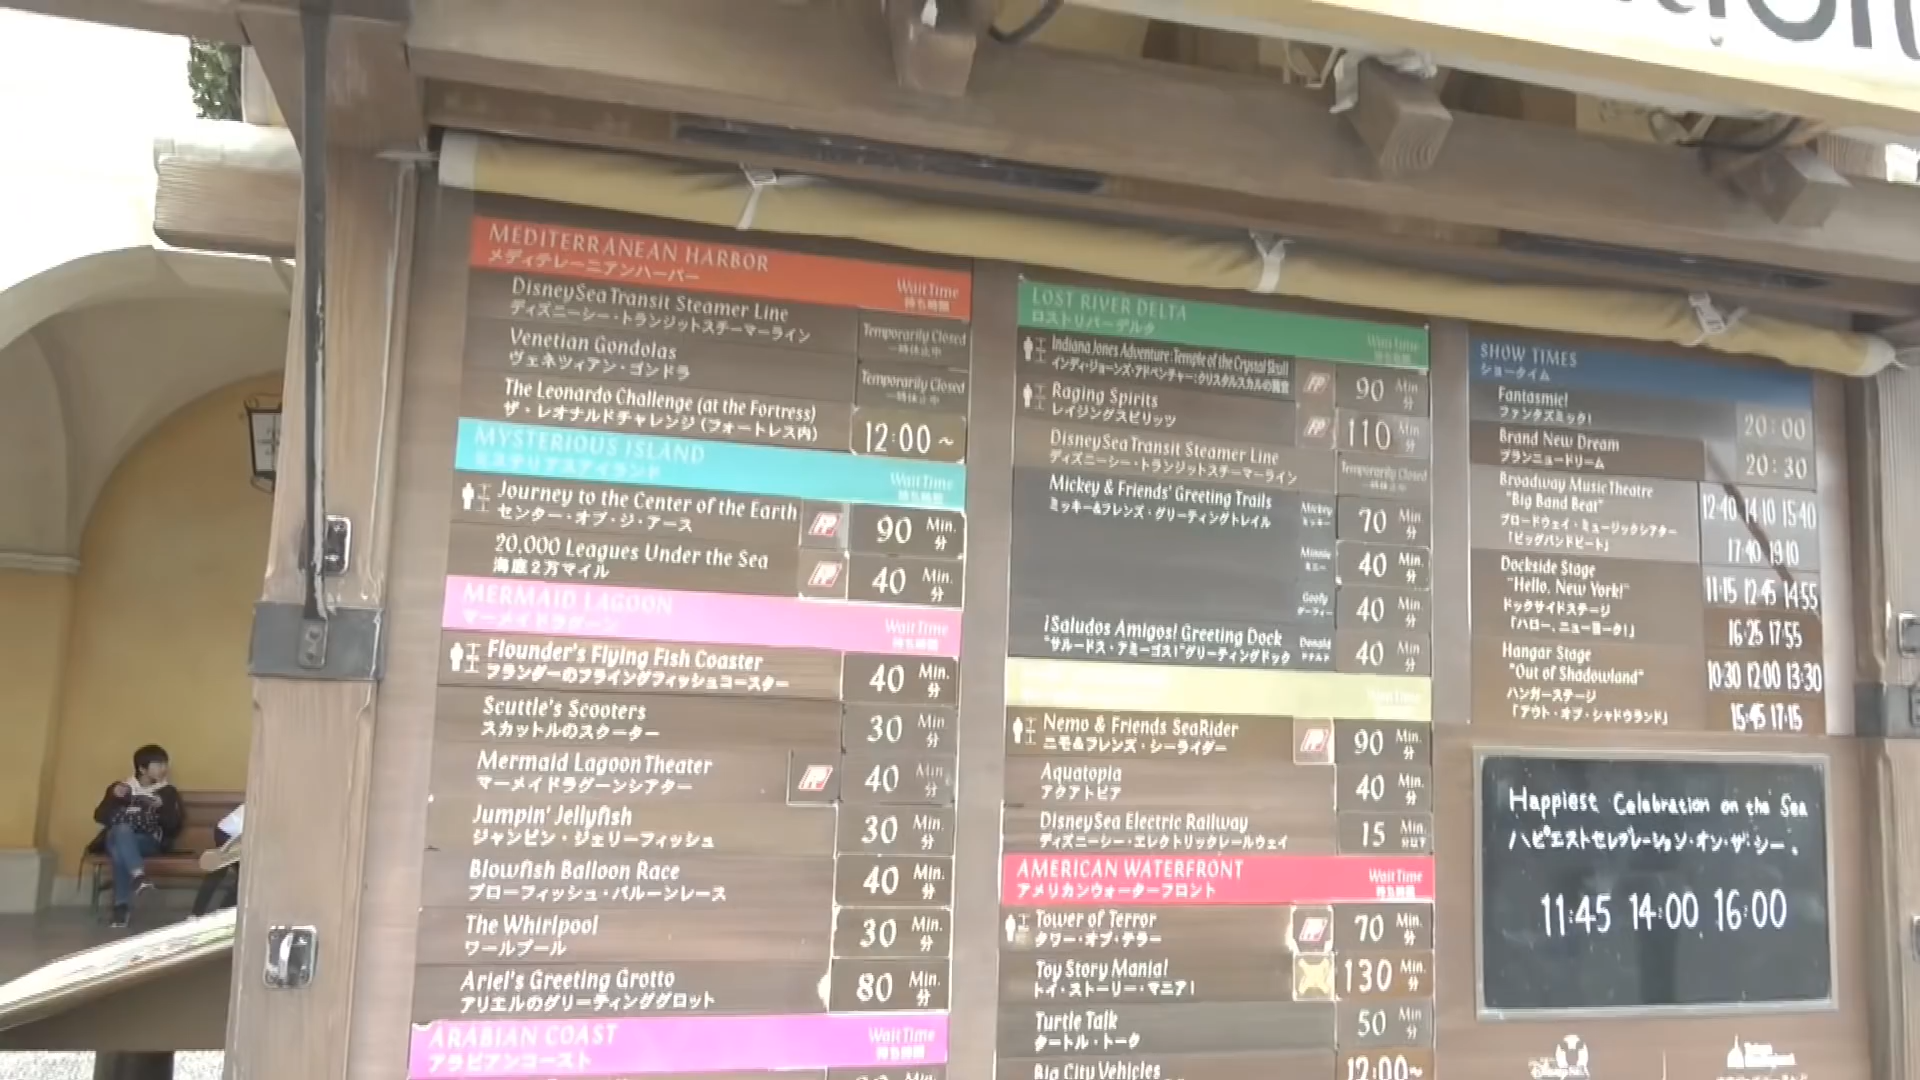 MEDITERRANEAN HARBOR
メディテレーニアンハーバー
Wait Time
待ち時間
DisneySea Transit Steamer Line
ディズニーシー・トランジットスチーマーライン
Temporarily Closed
一時休止中
Venetian Gondolas
ヴェネツィアン・ゴンドラ
Temporarily Closed
一時休止中
The Leonardo Challenge (at the Fortress)
ザ・レオナルドチャレンジ（フォートレス内）
12:00~
MYSTERIOUS ISLAND
ミステリアスアイランド
Wait Time
待ち時間
Journey to the Center of the Earth
センター・オブ・ジ・アース
FP
90 Min.
分
20,000 Leagues Under the Sea
海底2万マイル
FP
40 Min.
分
MERMAID LAGOON
マーメイドラグーン
Wait Time
待ち時間
Flounder's Flying Fish Coaster
フランダーのフライングフィッシュコースター
40 Min.
分
Scuttle's Scooters
スカットルのスクーター
30 Min
分
Mermaid Lagoon Theater
マーメイドラグーンシアター
FP
40 Min
分
Jumpin' Jellyfish
ジャンピン・ジェリーフィッシュ
30 Min.
分
Blowfish Balloon Race
ブローフィッシュ・バルーンレース
40 Min.
分
The Whirlpool
ワールプール
30 Min.
分
Ariel's Greeting Grotto
アリエルのグリーティンググロット
80 Min.
分
ARABIAN COAST
アラビアンコースト
Wait Time
待ち時間
LOST RIVER DELTA
ロストリバーデルタ
Wait Time
待ち時間
Indiana Jones Adventure: Temple of the Crystal Skull
インディ・ジョーンズ・アドベンチャー：クリスタルスカルの魔宮
FP
90 Min
分
Raging Spirits
レイジングスピリッツ
FP
110 Min
分
DisneySea Transit Steamer Line
ディズニーシー・トランジットスチーマーライン
Temporarily Closed
一時休止中
Mickey & Friends' Greeting Trails
ミッキー&フレンズ・グリーティングトレイル
Mickey
ミッキー
70 Min.
分
Minnie
ミニー
40 Min.
分
Goofy
グーフィー
40 Min.
分
¡Saludos Amigos! Greeting Dock
"サルードス・アミーゴス!"グリーティングドック
Donald
ドナルド
40 Min.
分
Wait Time
Nemo & Friends SeaRider
ニモ&フレンズ・シーライダー
FP
90 Min.
分
Aquatopia
アクアトピア
40 Min.
分
DisneySea Electric Railway
ディズニーシー・エレクトリックレールウェイ
15 Min.
分以下
AMERICAN WATERFRONT
アメリカンウォーターフロント
Wait Time
待ち時間
Tower of Terror
タワー・オブ・テラー
FP
70 Min.
分
Toy Story Mania!
トイ・ストーリー・マニア!
130 Min.
分
Turtle Talk
タートル・トーク
50 Min
分
Big City Vehicles
12:00~
SHOW TIMES
ショータイム
Fantasmic!
ファンタズミック!
20:00
Brand New Dream
ブランニュードリーム
20:30
Broadway Music Theatre
"Big Band Beat"
ブロードウェイ・ミュージックシアター
「ビッグバンドビート」
12:40 14:10 15:40
17:40 19:10
Dockside Stage
"Hello, New York!"
ドックサイドステージ
「ハロー、ニューヨーク!」
11:15 12:45 14:55
16:25 17:55
Hangar Stage
"Out of Shadowland"
ハンガーステージ
「アウト・オブ・シャドウランド」
10:30 12:00 13:30
15:45 17:15
Happiest Celebration on the Sea
ハピエストセレブレーション・オン・ザ・シー
11:45 14:00 16:00